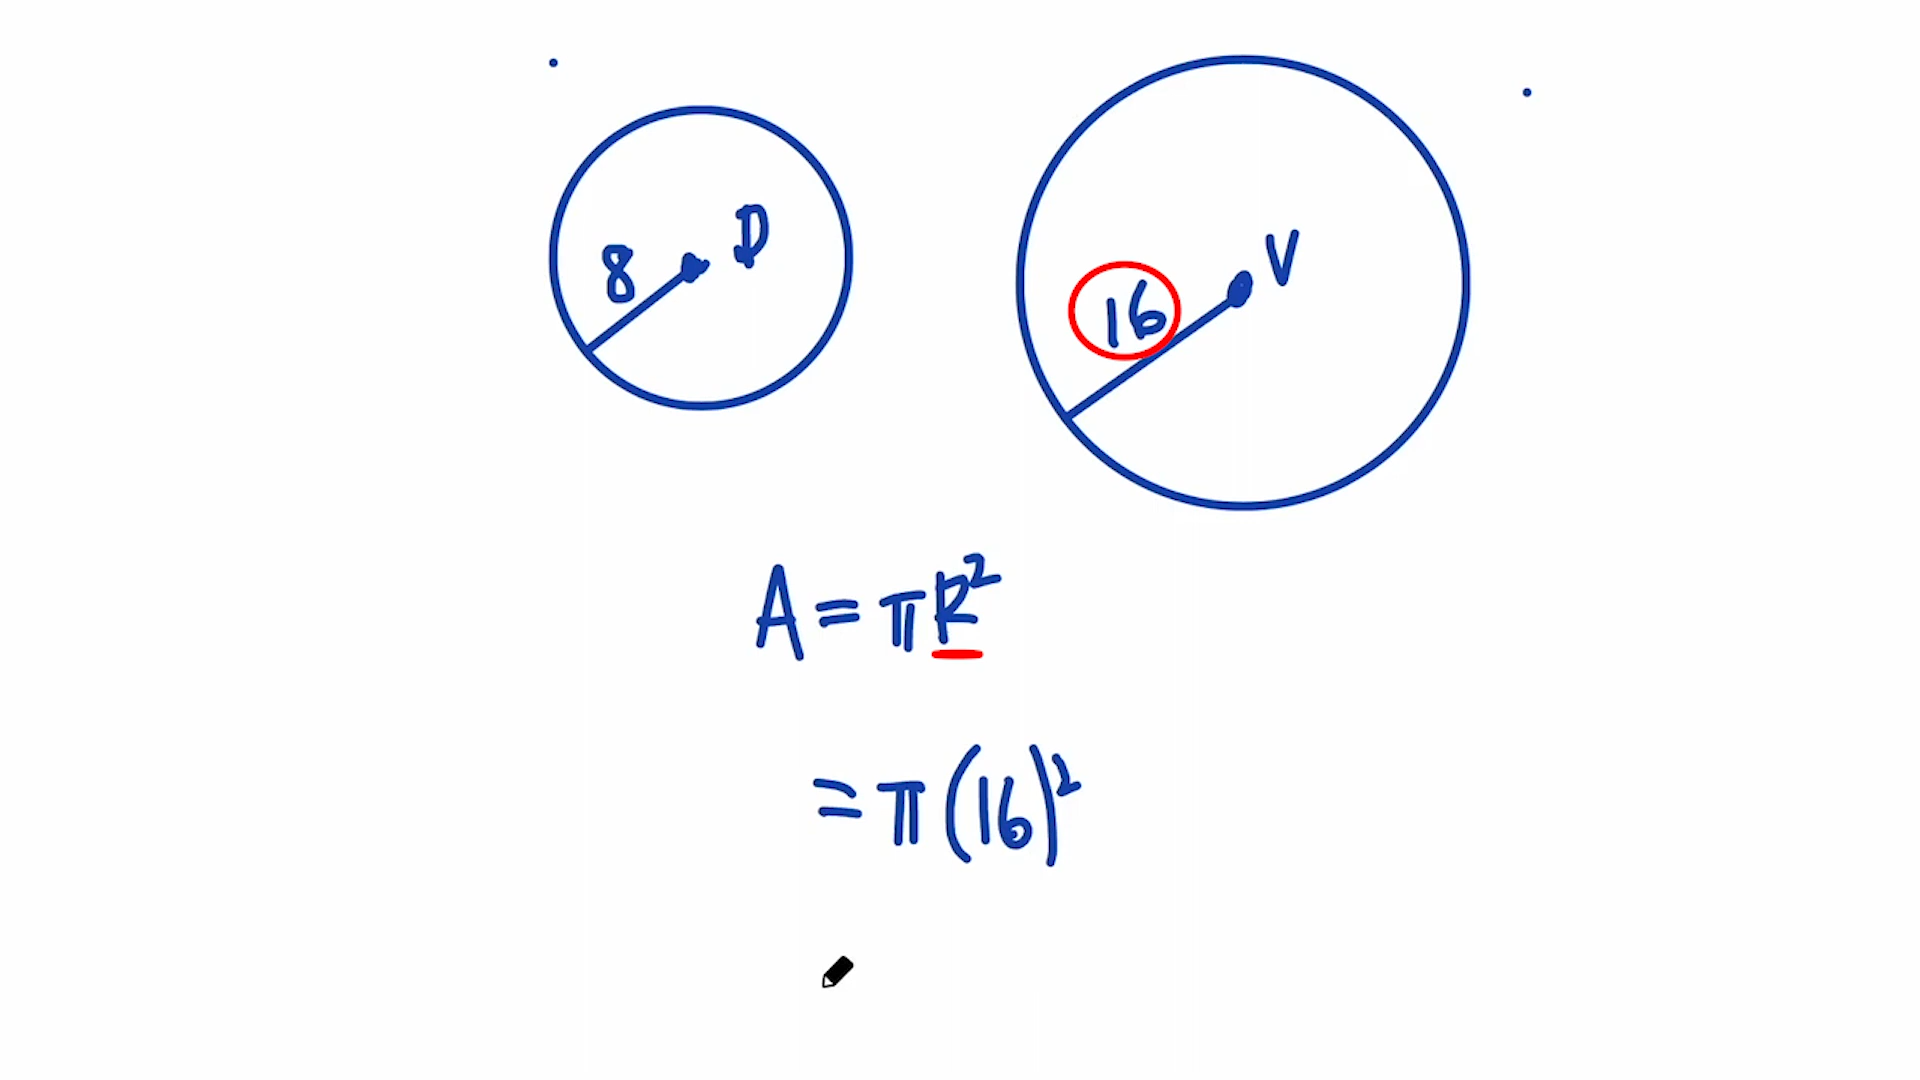 8
D
16
V
A = πR²
= π(16)²